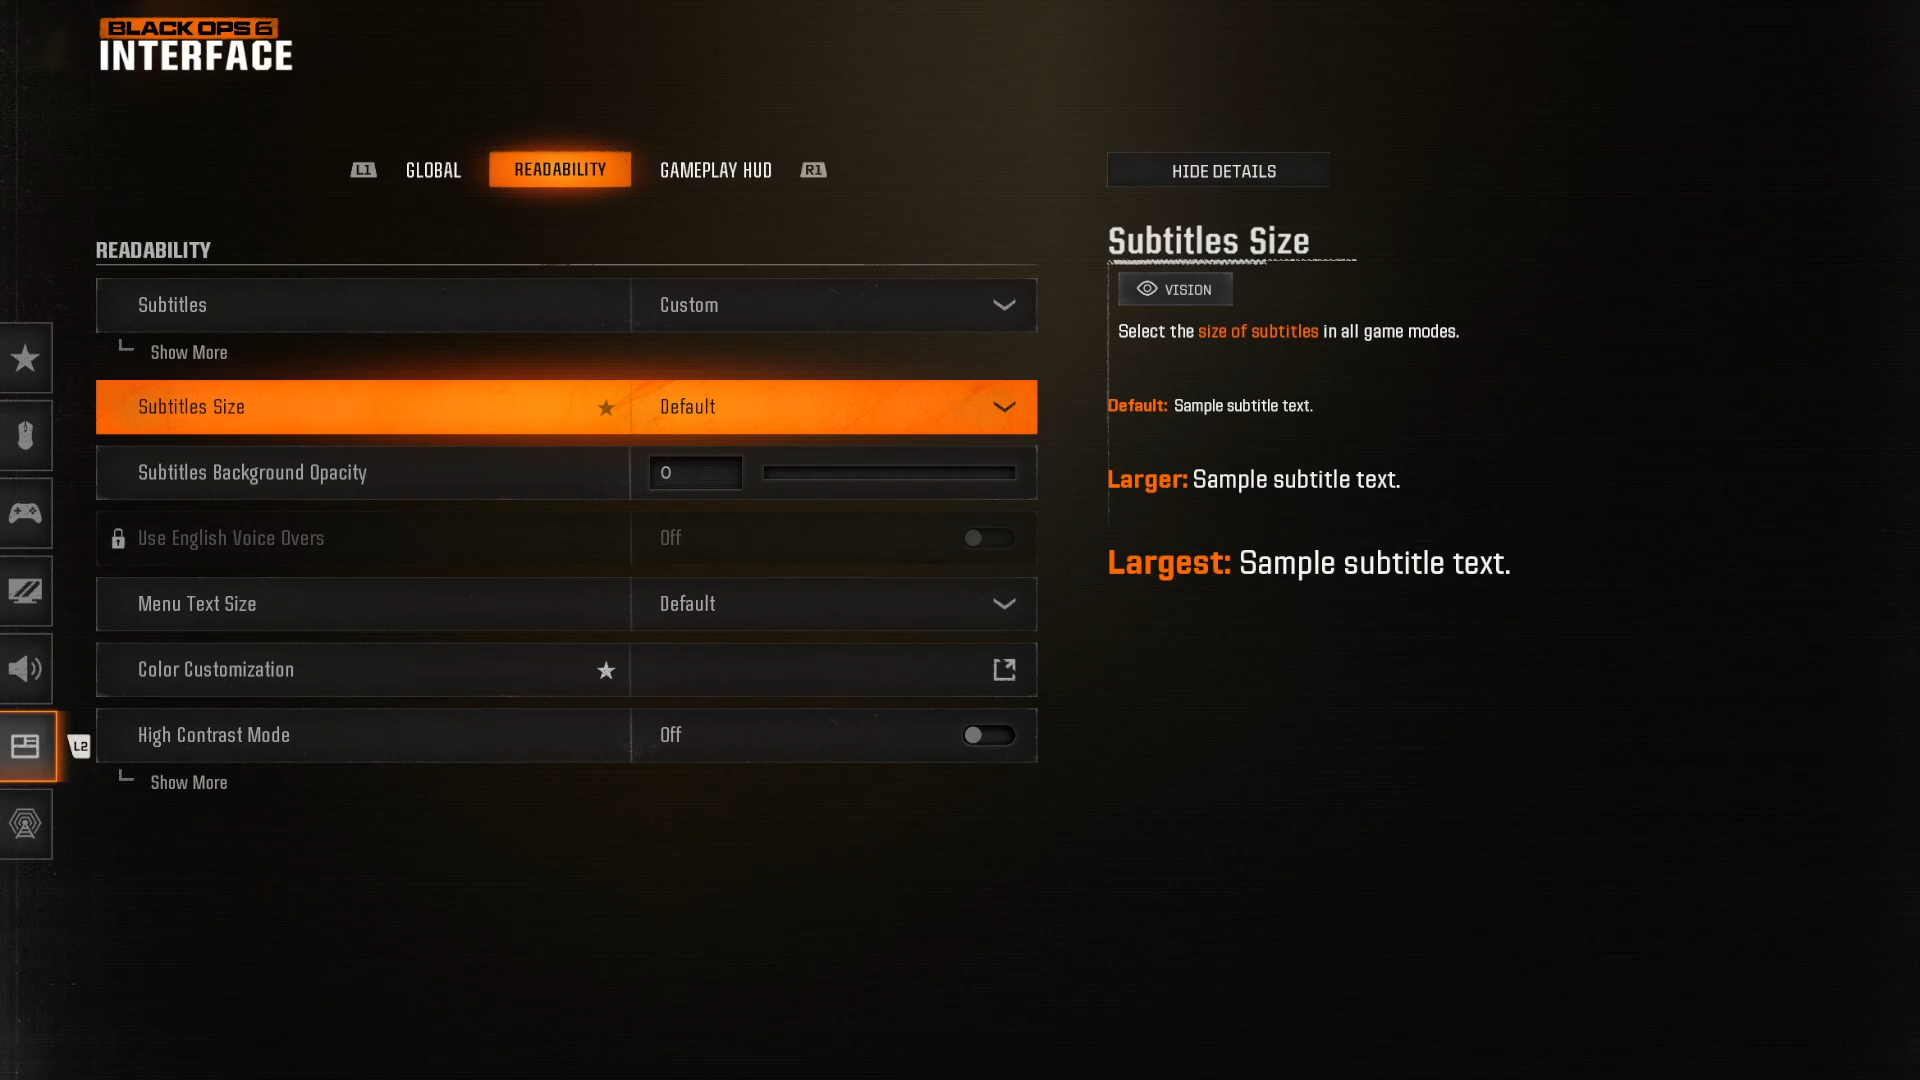 BLACK OPS 6
INTERFACE
L1 GLOBAL READABILITY GAMEPLAY HUD R1
HIDE DETAILS
READABILITY
Subtitles Custom
Show More
Subtitles Size Default
Subtitles Background Opacity 0
Use English Voice Overs Off
Menu Text Size Default
Color Customization
High Contrast Mode Off
L2
Show More
Subtitles Size
VISION
Select the size of subtitles in all game modes.
Default: Sample subtitle text.
Larger: Sample subtitle text.
Largest: Sample subtitle text.